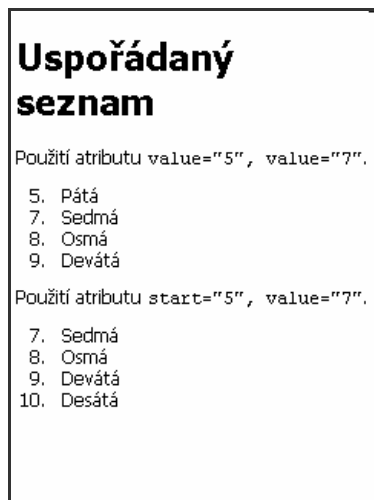 Uspořádaný
seznam
Použití atributu value="5", value="7".
5. Pátá
7. Sedmá
8. Osmá
9. Devátá
Použití atributu start="5", value="7".
7. Sedmá
8. Osmá
9. Devátá
10. Desátá